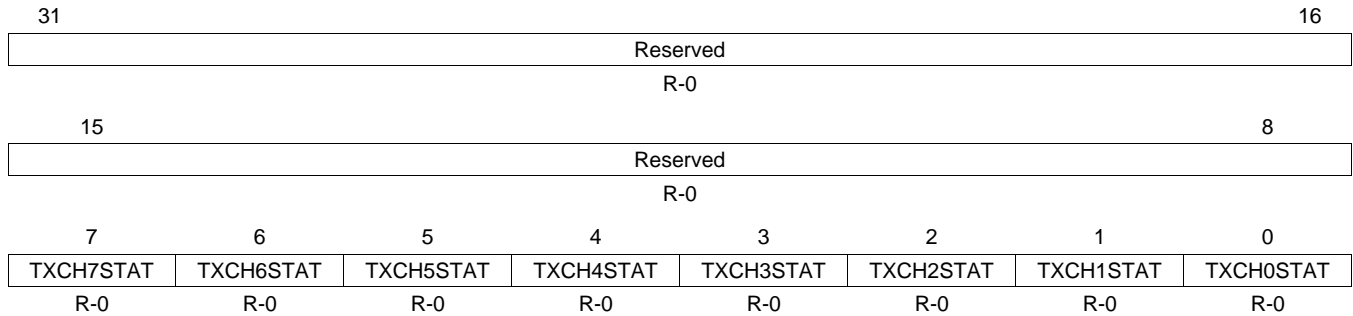 31 16
Reserved
R-0
15 8
Reserved
R-0
7 6 5 4 3 2 1 0
TXCH7STAT TXCH6STAT TXCH5STAT TXCH4STAT TXCH3STAT TXCH2STAT TXCH1STAT TXCH0STAT
R-0 R-0 R-0 R-0 R-0 R-0 R-0 R-0